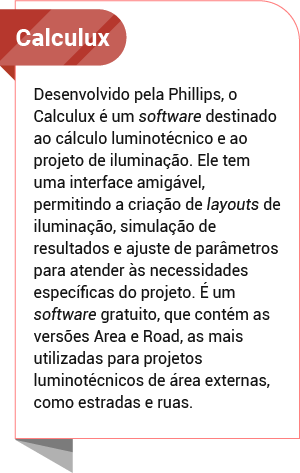 Calculux
Desenvolvido pela Phillips, o
Calculux é um software destinado
ao cálculo luminotécnico e ao
projeto de iluminação. Ele tem
uma interface amigável,
permitindo a criação de layouts de
iluminação, simulação de
resultados e ajuste de parâmetros
para atender às necessidades
específicas do projeto. É um
software gratuito, que contém as
versões Area e Road, as mais
utilizadas para projetos
luminotécnicos de área externas,
como estradas e ruas.